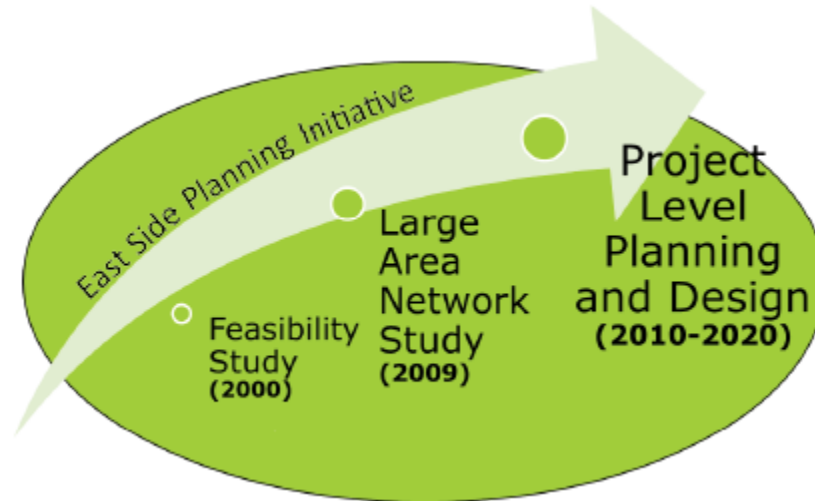 East Side Planning Initiative
Feasibility
Study
(2000)
Large
Area
Network
Study
(2009)
Project
Level
Planning
and Design
(2010-2020)